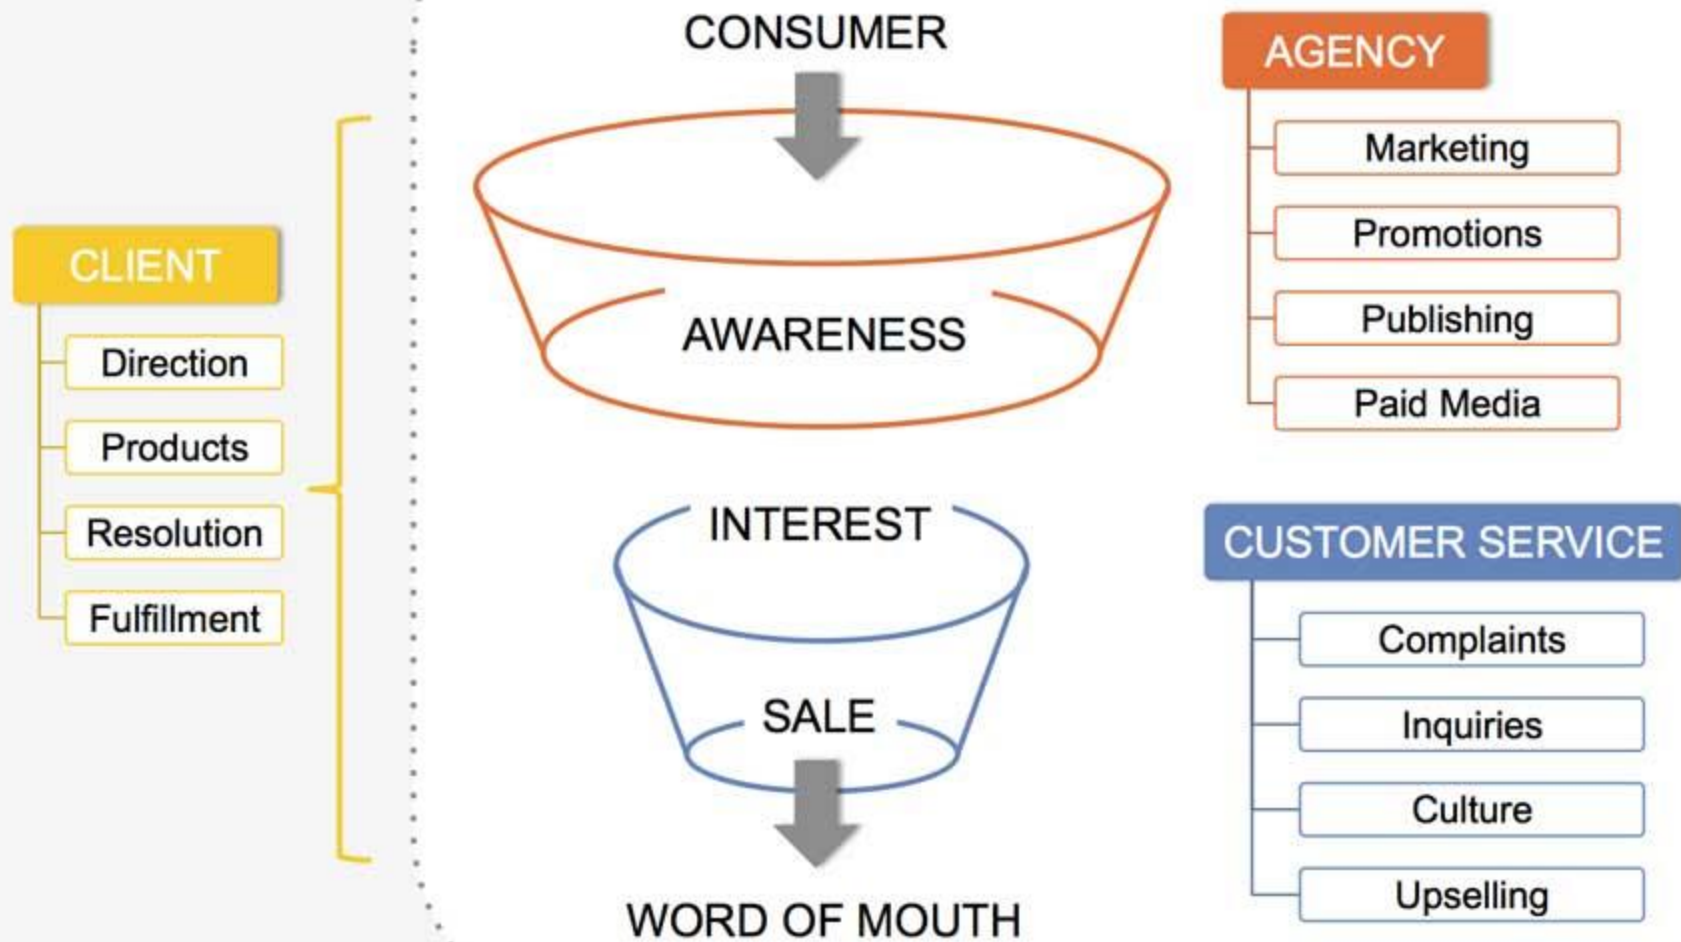 CLIENT
Direction
Products
Resolution
Fulfillment
CONSUMER
AWARENESS
INTEREST
SALE
WORD OF MOUTH
AGENCY
Marketing
Promotions
Publishing
Paid Media
CUSTOMER SERVICE
Complaints
Inquiries
Culture
Upselling